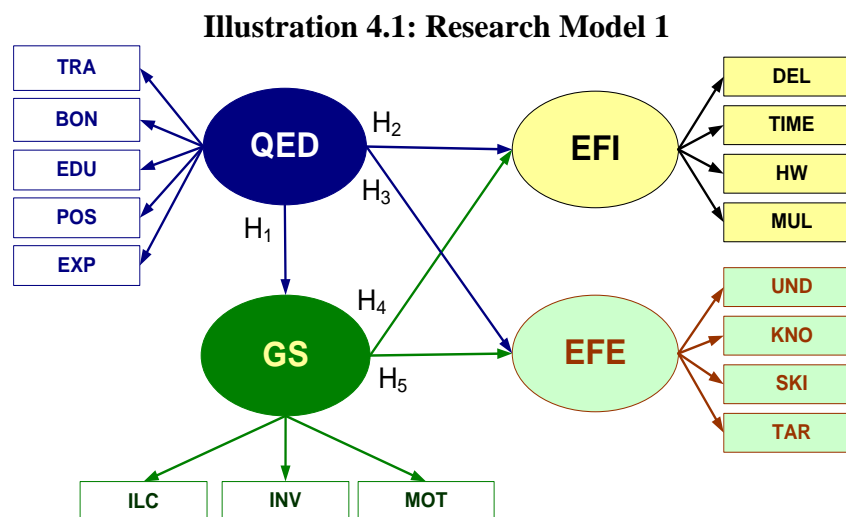 Illustration 4.1: Research Model 1
TRA
BON
EDU
POS
EXP
QED
H₂
H₃
H₁
EFI
DEL
TIME
HW
MUL
GS
H₄
H₅
EFE
UND
KNO
SKI
TAR
ILC
INV
MOT